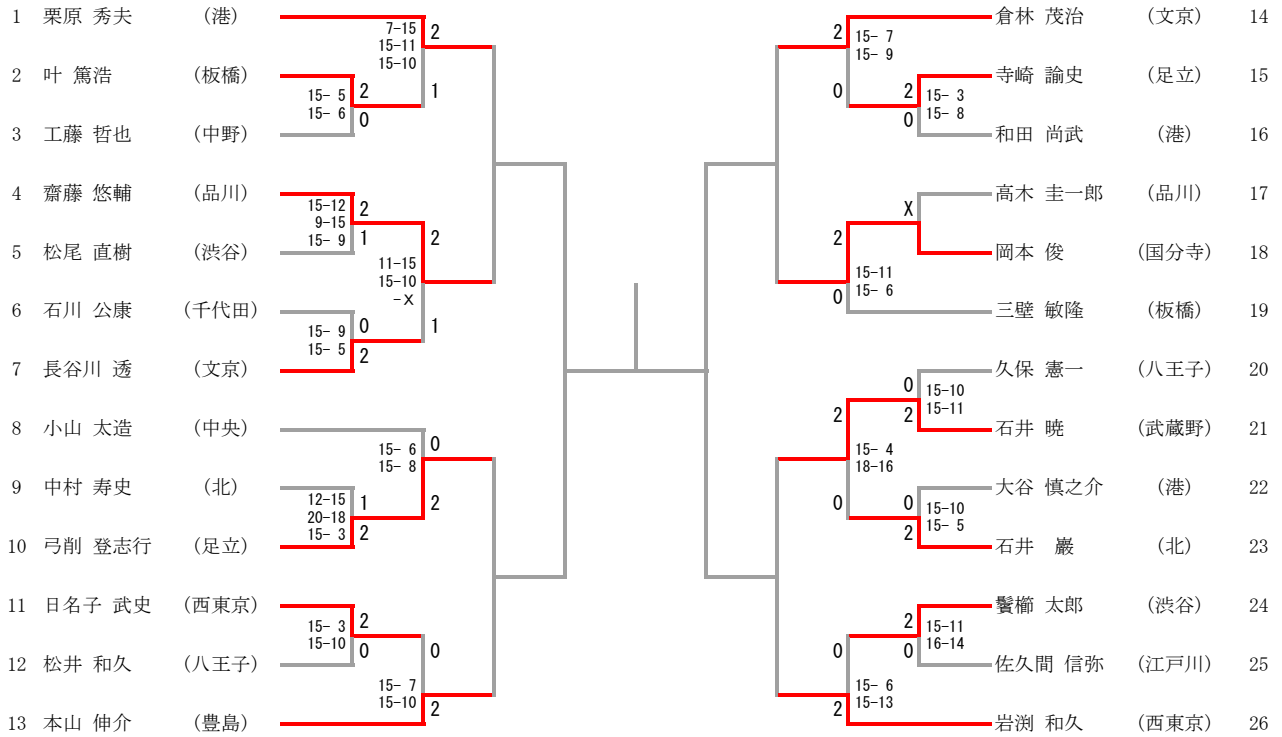 1 栗原 秀夫 (港)
7-15 2
15-11
15-10
2 叶 篤浩 (板橋)
15- 5 2
15- 6 0
1
3 工藤 哲也 (中野)
4 齋藤 悠輔 (品川)
15-12 2
9-15
15- 9 1
2
5 松尾 直樹 (渋谷)
11-15
15-10
-X
6 石川 公康 (千代田)
15- 9 0
15- 5 2
1
7 長谷川 透 (文京)
8 小山 太造 (中央)
15- 6 0
15- 8
9 中村 寿史 (北)
12-15 1
20-18
15- 3 2
2
10 弓削 登志行 (足立)
11 日名子 武史 (西東京)
15- 3 2
15-10 0
0
12 松井 和久 (八王子)
15- 7
15-10 2
13 本山 伸介 (豊島)
倉林 茂治 (文京) 14
2 15- 7
15- 9
寺崎 諭史 (足立) 15
0
2 15- 3
0 15- 8
和田 尚武 (港) 16
高木 圭一郎 (品川) 17
X
2
岡本 俊 (国分寺) 18
15-11
0 15- 6
三壁 敏隆 (板橋) 19
久保 憲一 (八王子) 20
0 15-10
2 15-11
2
石井 暁 (武蔵野) 21
15- 4
18-16
大谷 慎之介 (港) 22
0
0 15-10
2 15- 5
石井 巌 (北) 23
鬢櫛 太郎 (渋谷) 24
2 15-11
0 16-14
0
佐久間 信弥 (江戸川) 25
15- 6
2 15-13
岩渕 和久 (西東京) 26